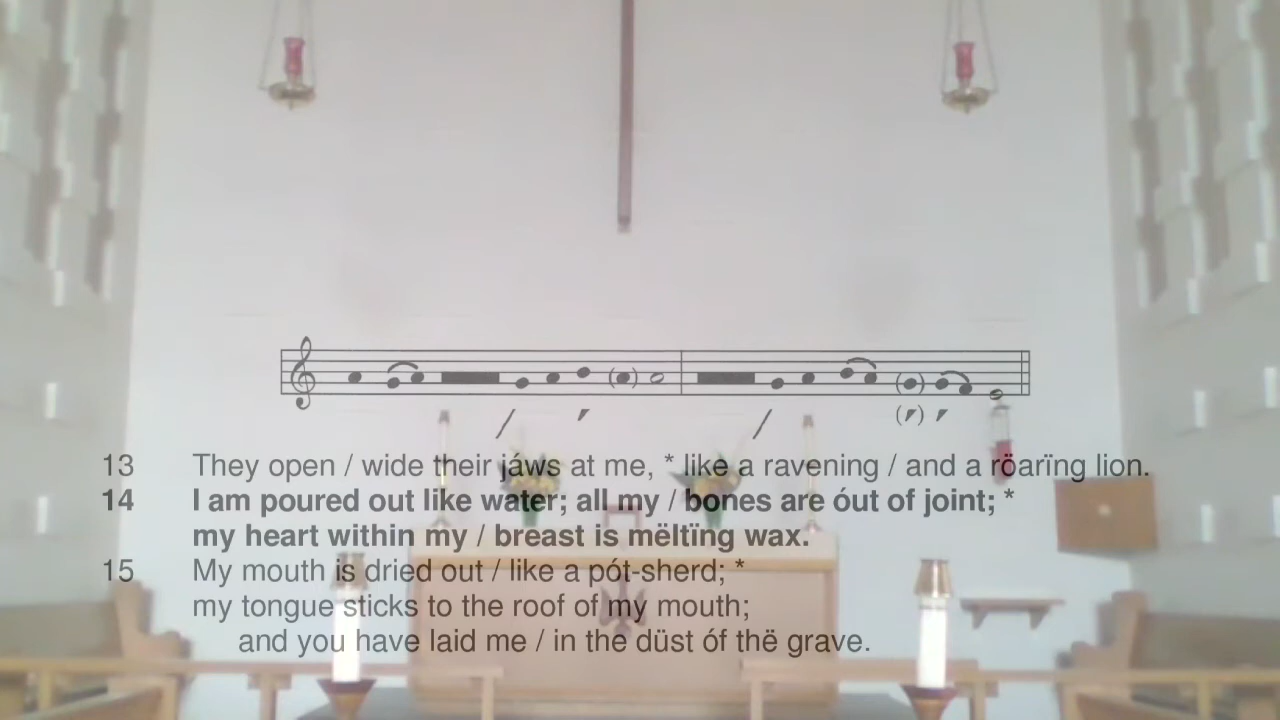 13 They open / wide their jáws at me, * like a ravening / and a röarïng lion.
14 I am poured out like water; all my / bones are óut of joint; *
my heart within my / breast is mëltïng wax.
15 My mouth is dried out / like a pót-sherd; *
my tongue sticks to the roof of my mouth;
and you have laid me / in the düst óf thë grave.